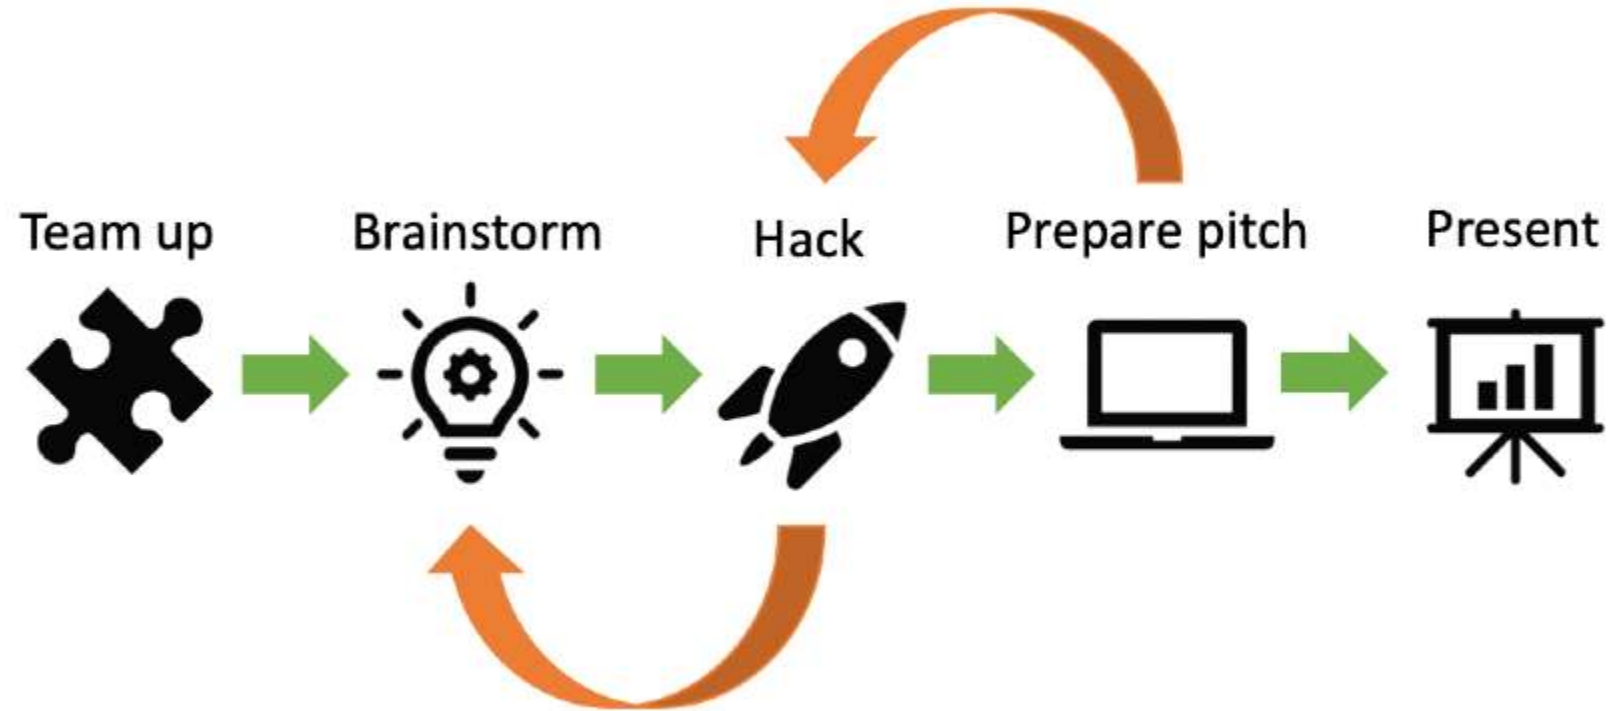 Team up
Brainstorm
Hack
Prepare pitch
Present